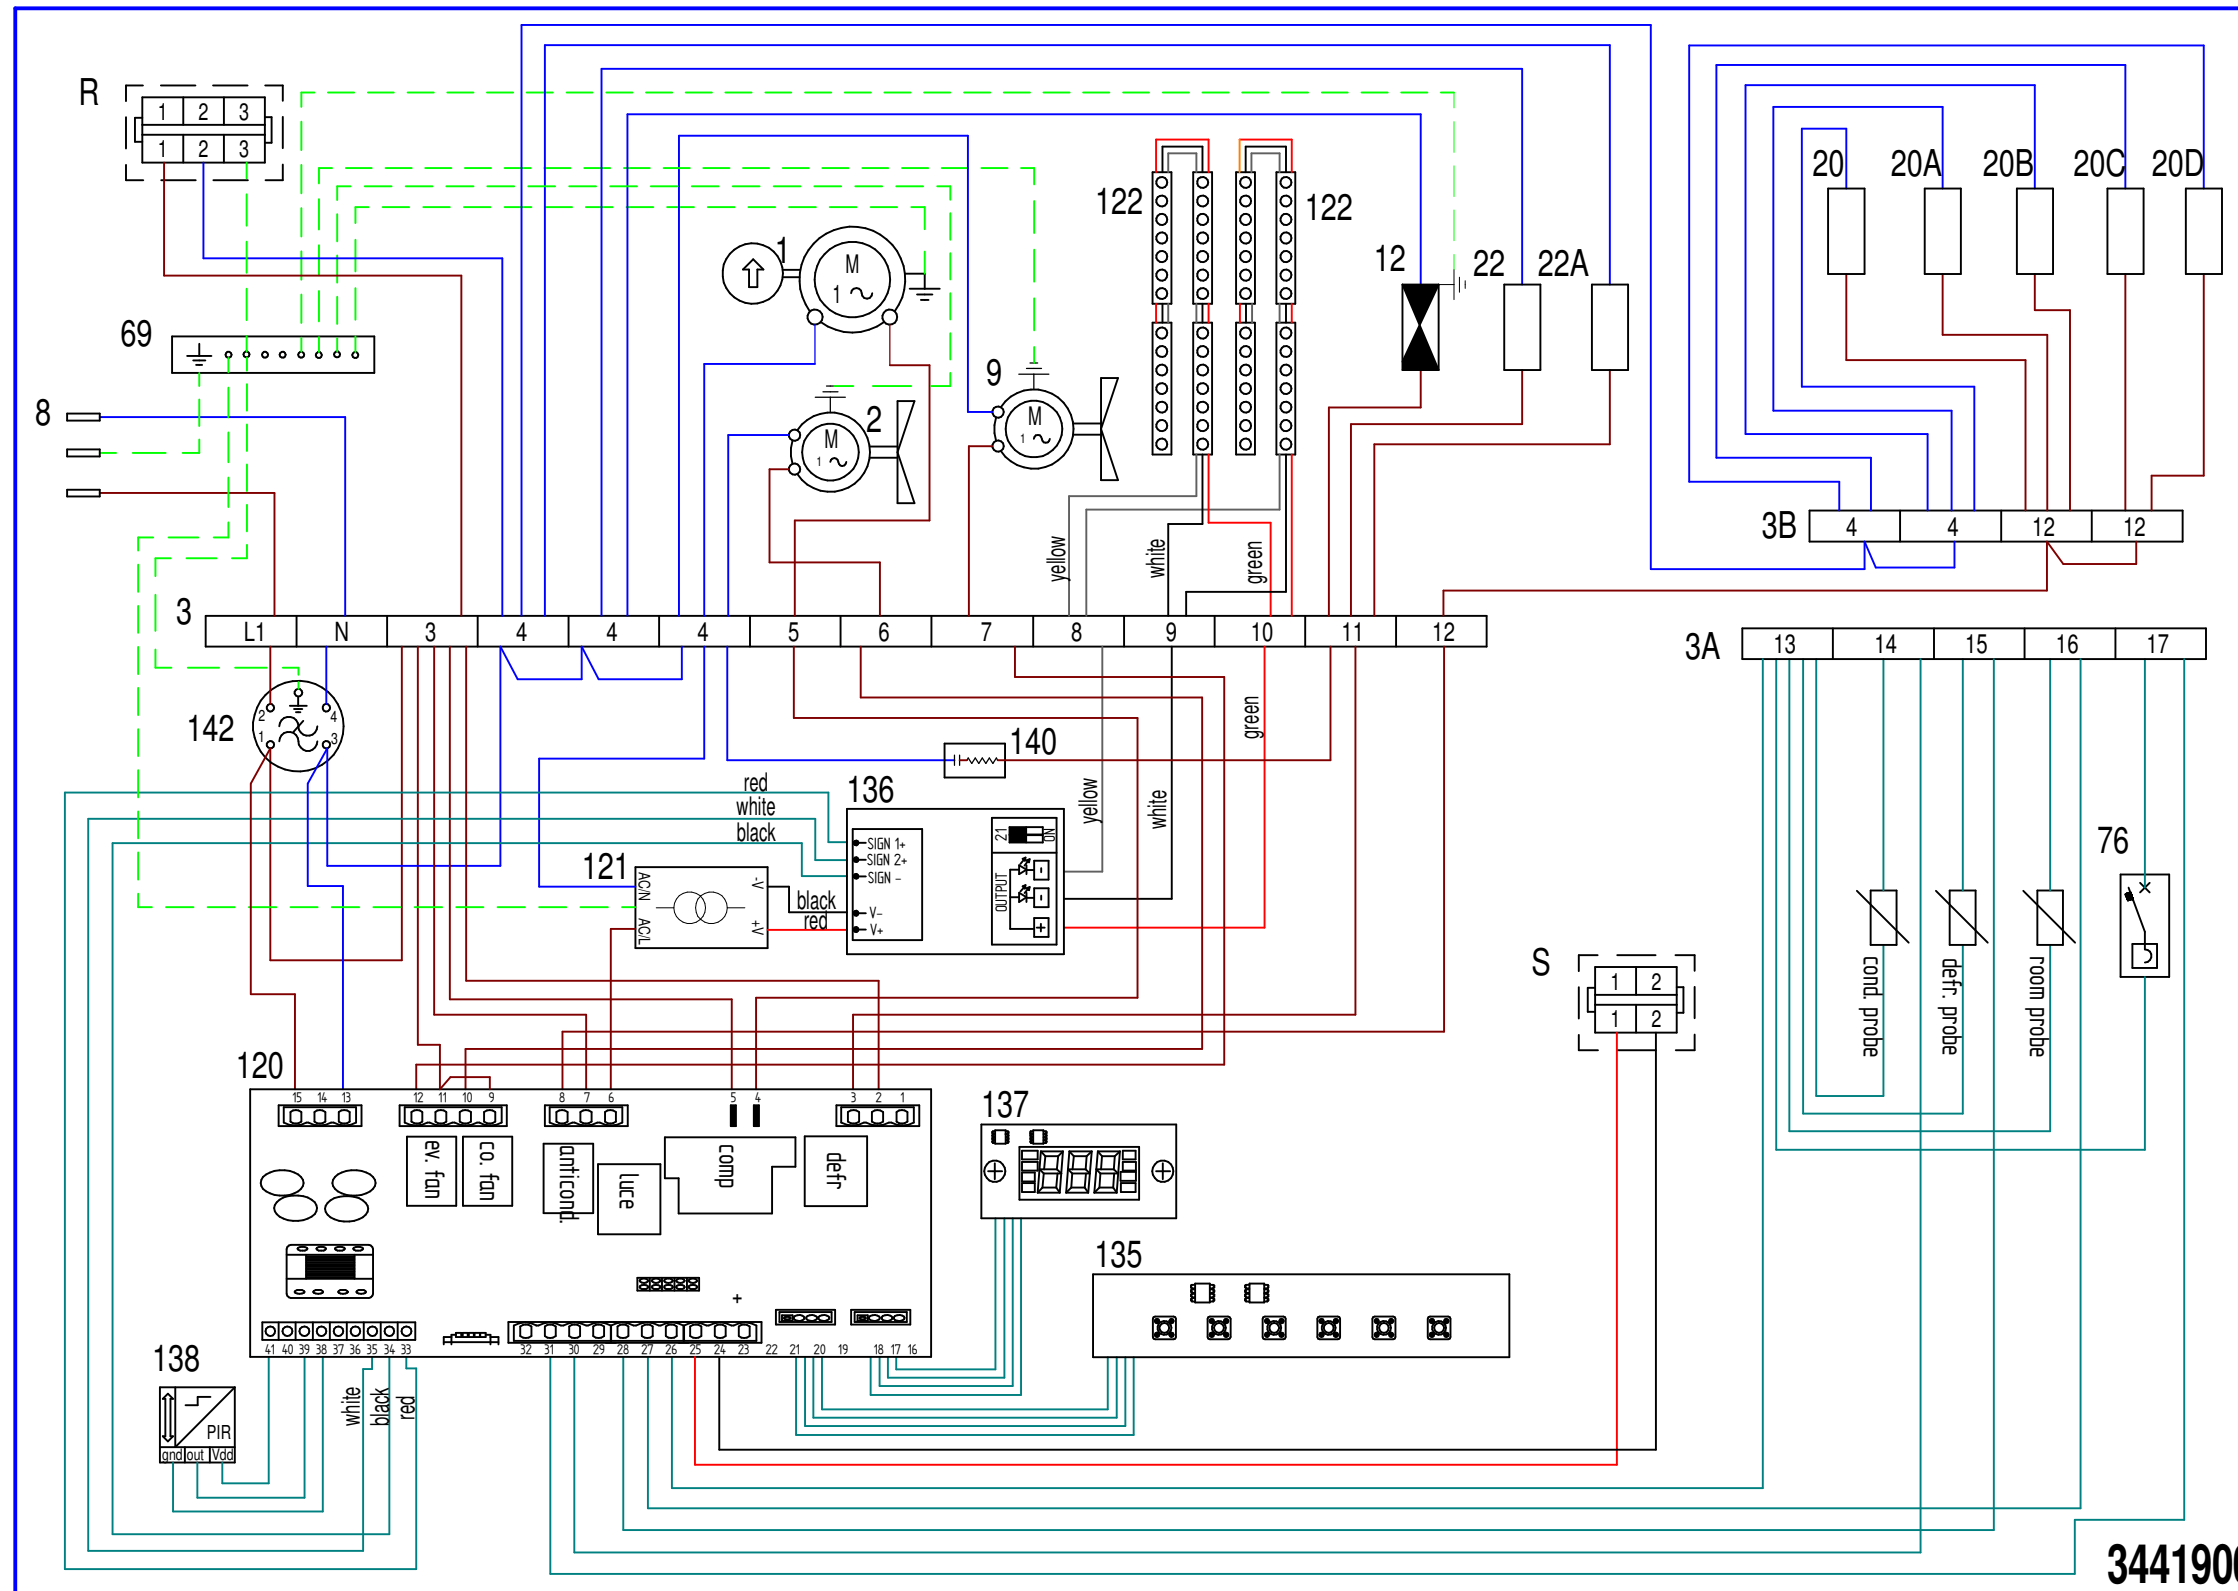 R
1 2 3
1 2 3
69
8
1
M
1
2
M
1
9
M
1
122
122
12
22
22A
20
20A
20B
20C
20D
3B
4 4 12 12
yellow
white
green
3
L1 N 3 4 4 4 5 6 7 8 9 10 11 12
3A
13 14 15 16 17
142
2
4
1
3
140
green
yellow
white
red
white
black
136
SIGN 1+
SIGN 2+
SIGN -
V-
V+
21
ON
OUTPUT
-
-
+
121
AC/N
AC/L
-V
+V
black
red
76
cond. probe
defr. probe
room probe
S
1 2
1 2
120
15 14 13
12 11 10 9
8 7 6
5 4
3 2 1
ev. fan
co. fan
anticond.
luce
comp
defr
+
137
135
41 40 39 38 37 36 35 34 33
32 31 30 29 28 27 26 25 24 23 22 21 20 19 18 17 16
138
PIR
gnd out Vdd
white
black
red